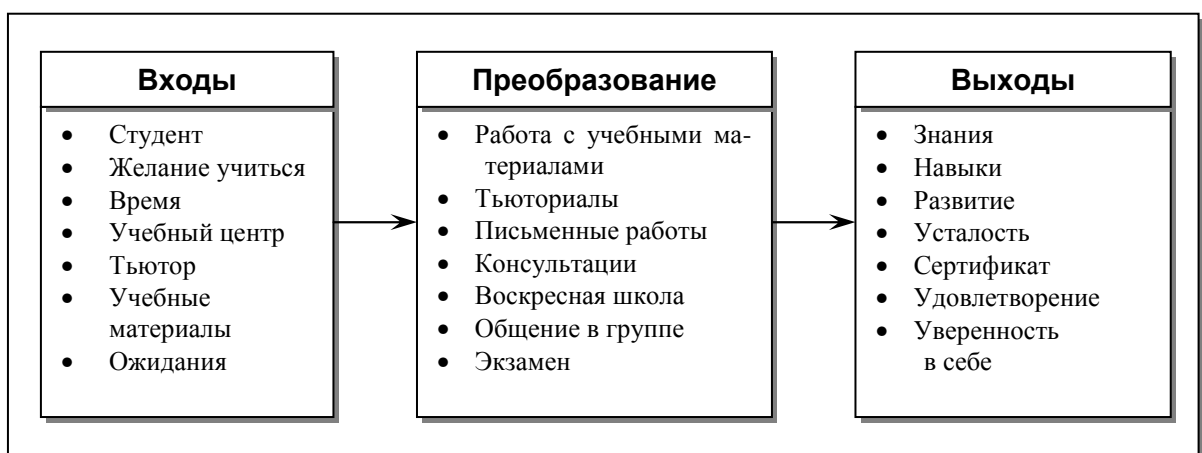 Входы
• Студент
• Желание учиться
• Время
• Учебный центр
• Тьютор
• Учебные
материалы
• Ожидания
Преобразование
• Работа с учебными ма-
териалами
• Тьюториалы
• Письменные работы
• Консультации
• Воскресная школа
• Общение в группе
• Экзамен
Выходы
• Знания
• Навыки
• Развитие
• Усталость
• Сертификат
• Удовлетворение
• Уверенность
в себе